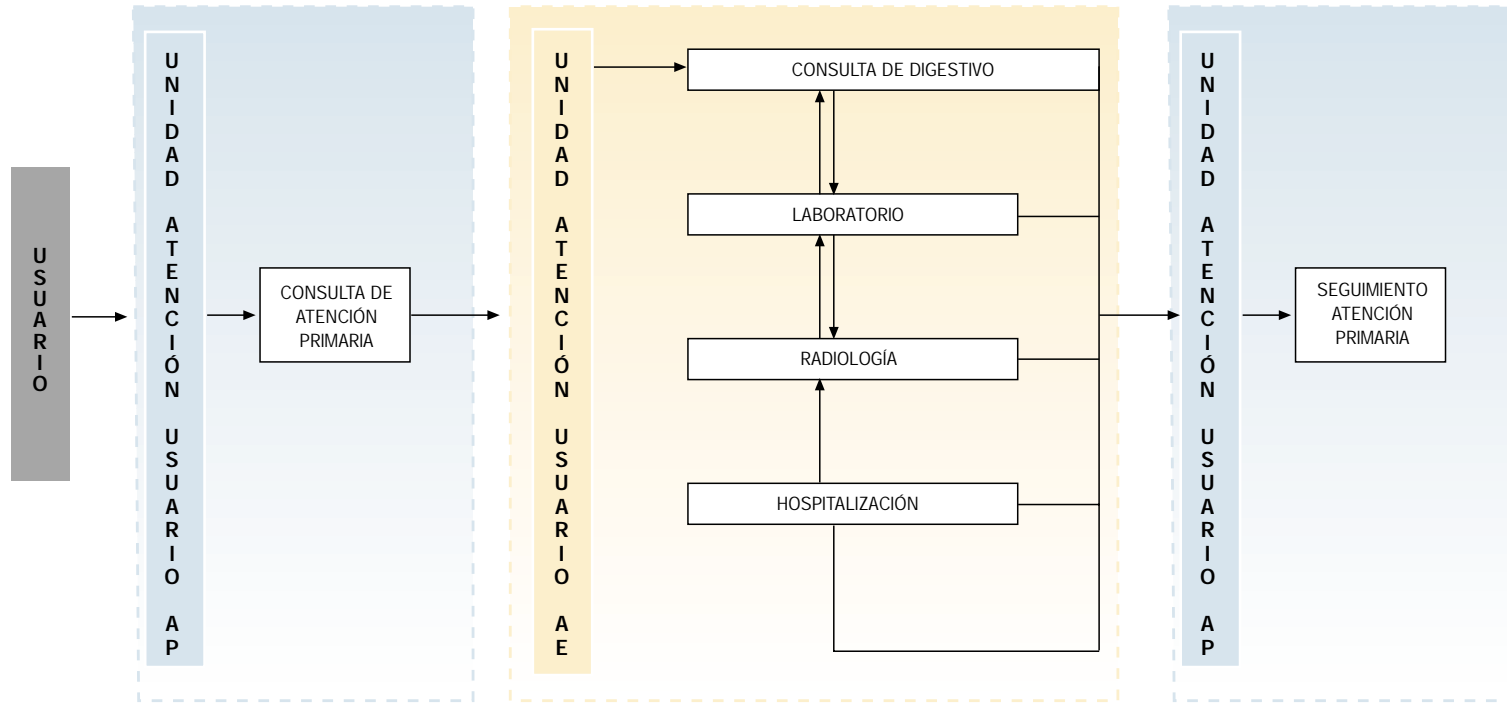 USUARIO
UNIDAD ATENCIÓN USUARIO AP
CONSULTA DE
ATENCIÓN
PRIMARIA
UNIDAD ATENCIÓN USUARIO AE
CONSULTA DE DIGESTIVO
LABORATORIO
RADIOLOGÍA
HOSPITALIZACIÓN
UNIDAD ATENCIÓN USUARIO AP
SEGUIMIENTO
ATENCIÓN
PRIMARIA